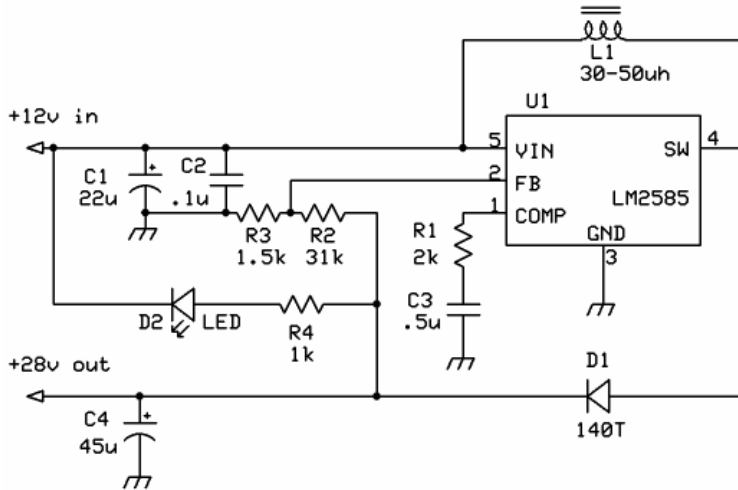 L1
30-50uh
+12v in
U1
5 VIN
SW 4
C1
22u
+
C2
.1u
2 FB
LM2585
1 COMP
GND
3
R3
1.5k
R2
31k
R1
2k
C3
.5u
D2
LED
R4
1k
+28v out
D1
140T
C4
45u
+